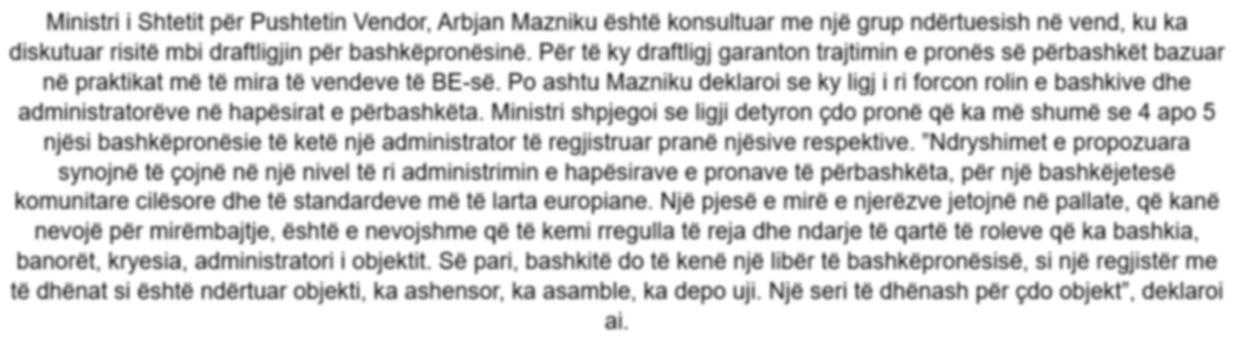 Ministri i Shtetit për Pushtetin Vendor, Arbjan Mazniku është konsultuar me një grup ndërtuesish në vend, ku ka
diskutuar risitë mbi draftligjin për bashkëpronësinë. Për të ky draftligj garanton trajtimin e pronës së përbashkët bazuar
në praktikat më të mira të vendeve të BE-së. Po ashtu Mazniku deklaroi se ky ligj i ri forcon rolin e bashkive dhe
administratorëve në hapësirat e përbashkëta. Ministri shpjegoi se ligji detyron çdo pronë që ka më shumë se 4 apo 5
njësi bashkëpronësie të ketë një administrator të regjistruar pranë njësive respektive. "Ndryshimet e propozuara
synojnë të çojnë në një nivel të ri administrimin e hapësirave e pronave të përbashkëta, për një bashkëjetesë
komunitare cilësore dhe të standardeve më të larta europiane. Një pjesë e mirë e njerëzve jetojnë në pallate, që kanë
nevojë për mirëmbajtje, është e nevojshme që të kemi rregulla të reja dhe ndarje të qartë të roleve që ka bashkia,
banorët, kryesia, administratori i objektit. Së pari, bashkitë do të kenë një libër të bashkëpronësisë, si një regjistër me
të dhënat si është ndërtuar objekti, ka ashensor, ka asamble, ka depo uji. Një seri të dhënash për çdo objekt", deklaroi
ai.